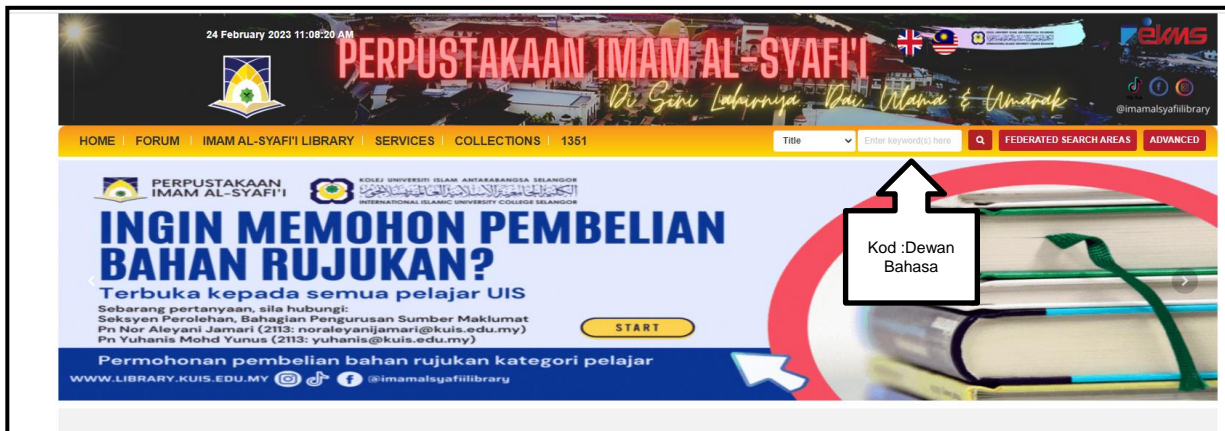 24 February 2023 11:08:20 AM
PERPUSTAKAAN IMAM AL-SYAFI'I
Di Sini Lahirnya Dai, Ulama & Umarak
ekms
@imamalsyafiilibrary
HOME | FORUM | IMAM AL-SYAFI'I LIBRARY | SERVICES | COLLECTIONS | 1351
Title
Enter keyword(s) here
FEDERATED SEARCH AREAS
ADVANCED
PERPUSTAKAAN
IMAM AL-SYAFI'I
KOLEJ UNIVERSITI ISLAM ANTARABANGSA SELANGOR
INTERNATIONAL ISLAMIC UNIVERSITY COLLEGE SELANGOR
INGIN MEMOHON PEMBELIAN
BAHAN RUJUKAN?
Terbuka kepada semua pelajar UIS
Sebarang pertanyaan, sila hubungi:
Seksyen Perolehan, Bahagian Pengurusan Sumber Maklumat
Pn Nor Aleyani Jamari (2113: noraleyanijamari@kuis.edu.my)
Pn Yuhanis Mohd Yunus (2113: yuhanis@kuis.edu.my)
START
Permohonan pembelian bahan rujukan kategori pelajar
WWW.LIBRARY.KUIS.EDU.MY @imamalsyafiilibrary
Kod :Dewan
Bahasa